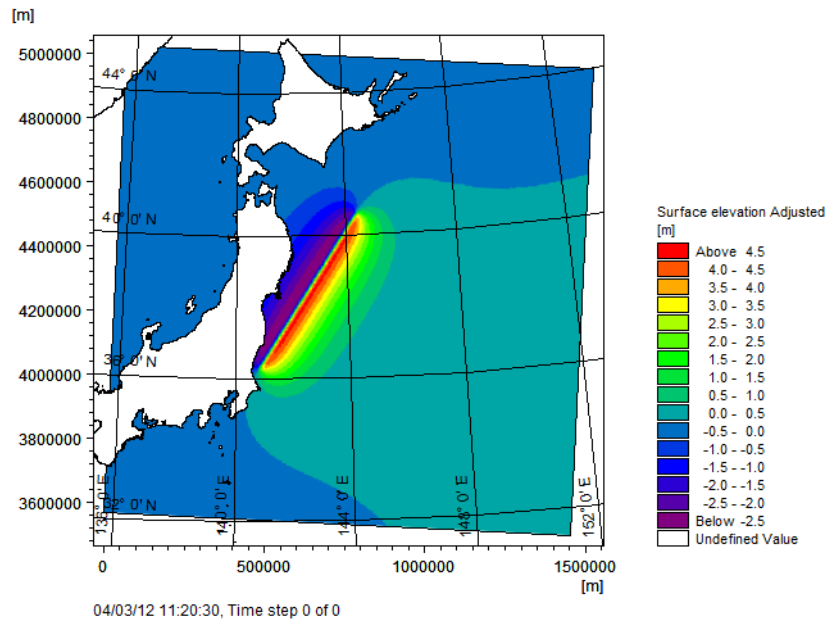 [m]
5000000
4800000
4600000
4400000
4200000
4000000
3800000
3600000
44° 0' N
40° 0' N
36° 0' N
32° 0' N
136° 0' E
140° 0' E
144° 0' E
148° 0' E
152° 0' E
0
500000
1000000
1500000
[m]
04/03/12 11:20:30, Time step 0 of 0
Surface elevation Adjusted
[m]
Above 4.5
4.0 - 4.5
3.5 - 4.0
3.0 - 3.5
2.5 - 3.0
2.0 - 2.5
1.5 - 2.0
1.0 - 1.5
0.5 - 1.0
0.0 - 0.5
-0.5 - 0.0
-1.0 - -0.5
-1.5 - -1.0
-2.0 - -1.5
-2.5 - -2.0
Below -2.5
Undefined Value